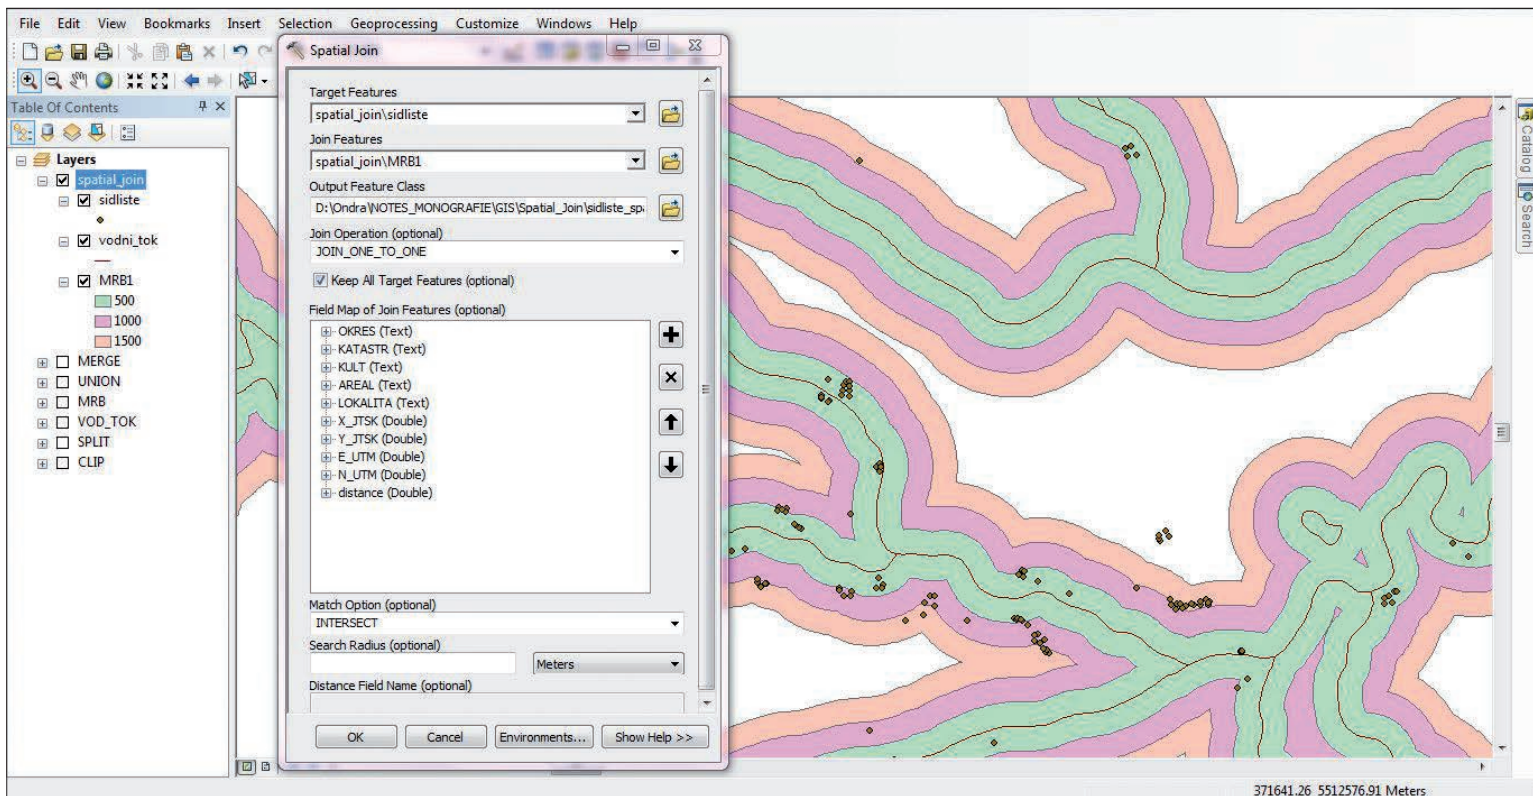 File Edit View Bookmarks Insert Selection Geoprocessing Customize Windows Help
Table Of Contents
Layers
spatial_join
sidliste
vodni_tok
MRB1
500
1000
1500
MERGE
UNION
MRB
VOD_TOK
SPLIT
CLIP
Spatial Join
Target Features
spatial_join\sidliste
Join Features
spatial_join\MRB1
Output Feature Class
D:\Ondra\NOTES_MONOGRAFIE\GIS\Spatial_Join\sidliste_spa
Join Operation (optional)
JOIN_ONE_TO_ONE
Keep All Target Features (optional)
Field Map of Join Features (optional)
OKRES (Text)
KATASTR (Text)
KULT (Text)
AREAL (Text)
LOKALITA (Text)
X_JTSK (Double)
Y_JTSK (Double)
E_UTM (Double)
N_UTM (Double)
distance (Double)
Match Option (optional)
INTERSECT
Search Radius (optional)
Meters
Distance Field Name (optional)
OK Cancel Environments... Show Help >>
Catalog
Search
371641.26 5512576.91 Meters